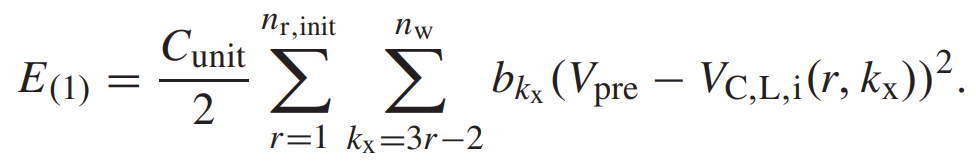 E_{(1)} = \frac{C_{\mathrm{unit}}}{2} \sum_{r=1}^{n_{\mathrm{r,init}}} \sum_{k_{\mathrm{x}}=3r-2}^{n_{\mathrm{w}}} b_{k_{\mathrm{x}}} (V_{\mathrm{pre}} - V_{\mathrm{C,L,i}}(r, k_{\mathrm{x}}))^2.